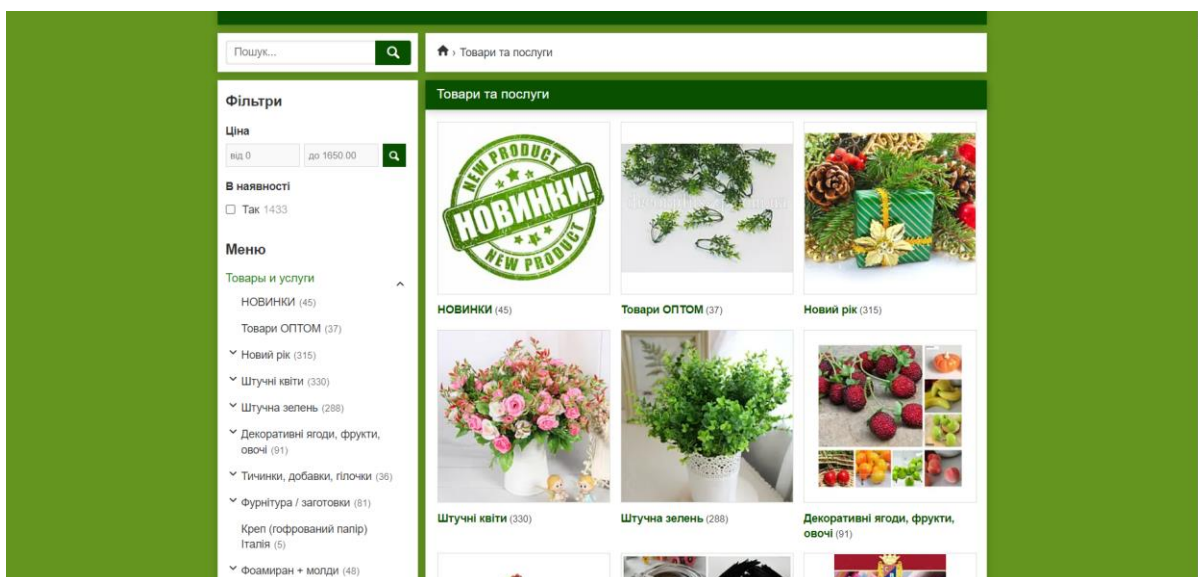 Пошук...
› Товари та послуги
Фільтри
Ціна
від 0
до 1650.00
В наявності
Так 1433
Меню
Товары и услуги
НОВИНКИ (45)
Товари ОПТОМ (37)
Новий рік (315)
Штучні квіти (330)
Штучна зелень (288)
Декоративні ягоди, фрукти,
овочі (91)
Тичинки, добавки, гілочки (36)
Фурнітура / заготовки (81)
Креп (гофрований папір)
Італія (5)
Фоамиран + молди (48)
Товари та послуги
NEW PRODUCT
НОВИНКИ!
NEW PRODUCT
НОВИНКИ (45)
Товари ОПТОМ (37)
Новий рік (315)
Штучні квіти (330)
Штучна зелень (288)
Декоративні ягоди, фрукти,
овочі (91)